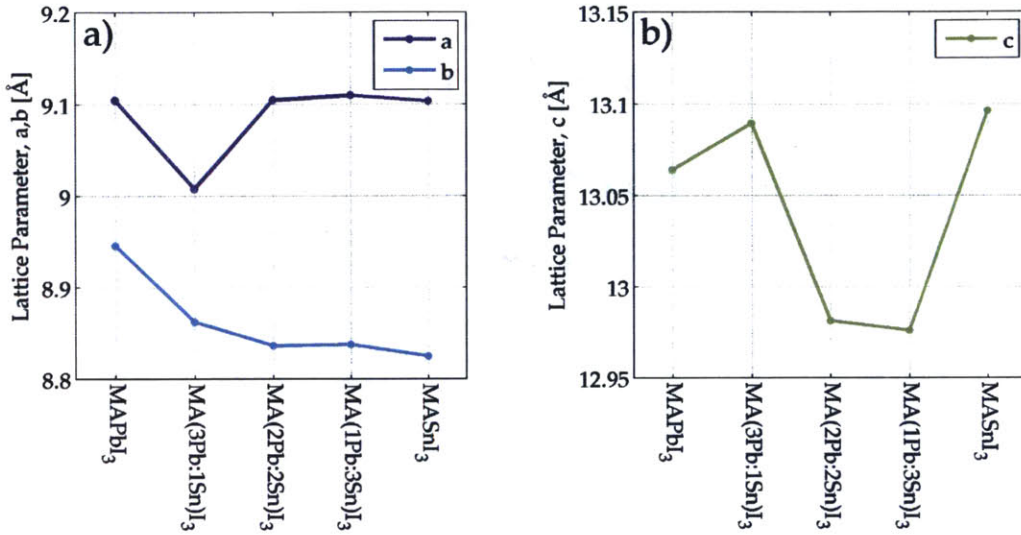 a)
a
b
9.2
9.1
9
8.9
8.8
Lattice Parameter, a,b [Å]
MAPbI3
MA(3Pb:1Sn)I3
MA(2Pb:2Sn)I3
MA(1Pb:3Sn)I3
MASnI3
b)
c
13.15
13.10
13.05
13
12.95
Lattice Parameter, c [Å]
MAPbI3
MA(3Pb:1Sn)I3
MA(2Pb:2Sn)I3
MA(1Pb:3Sn)I3
MASnI3